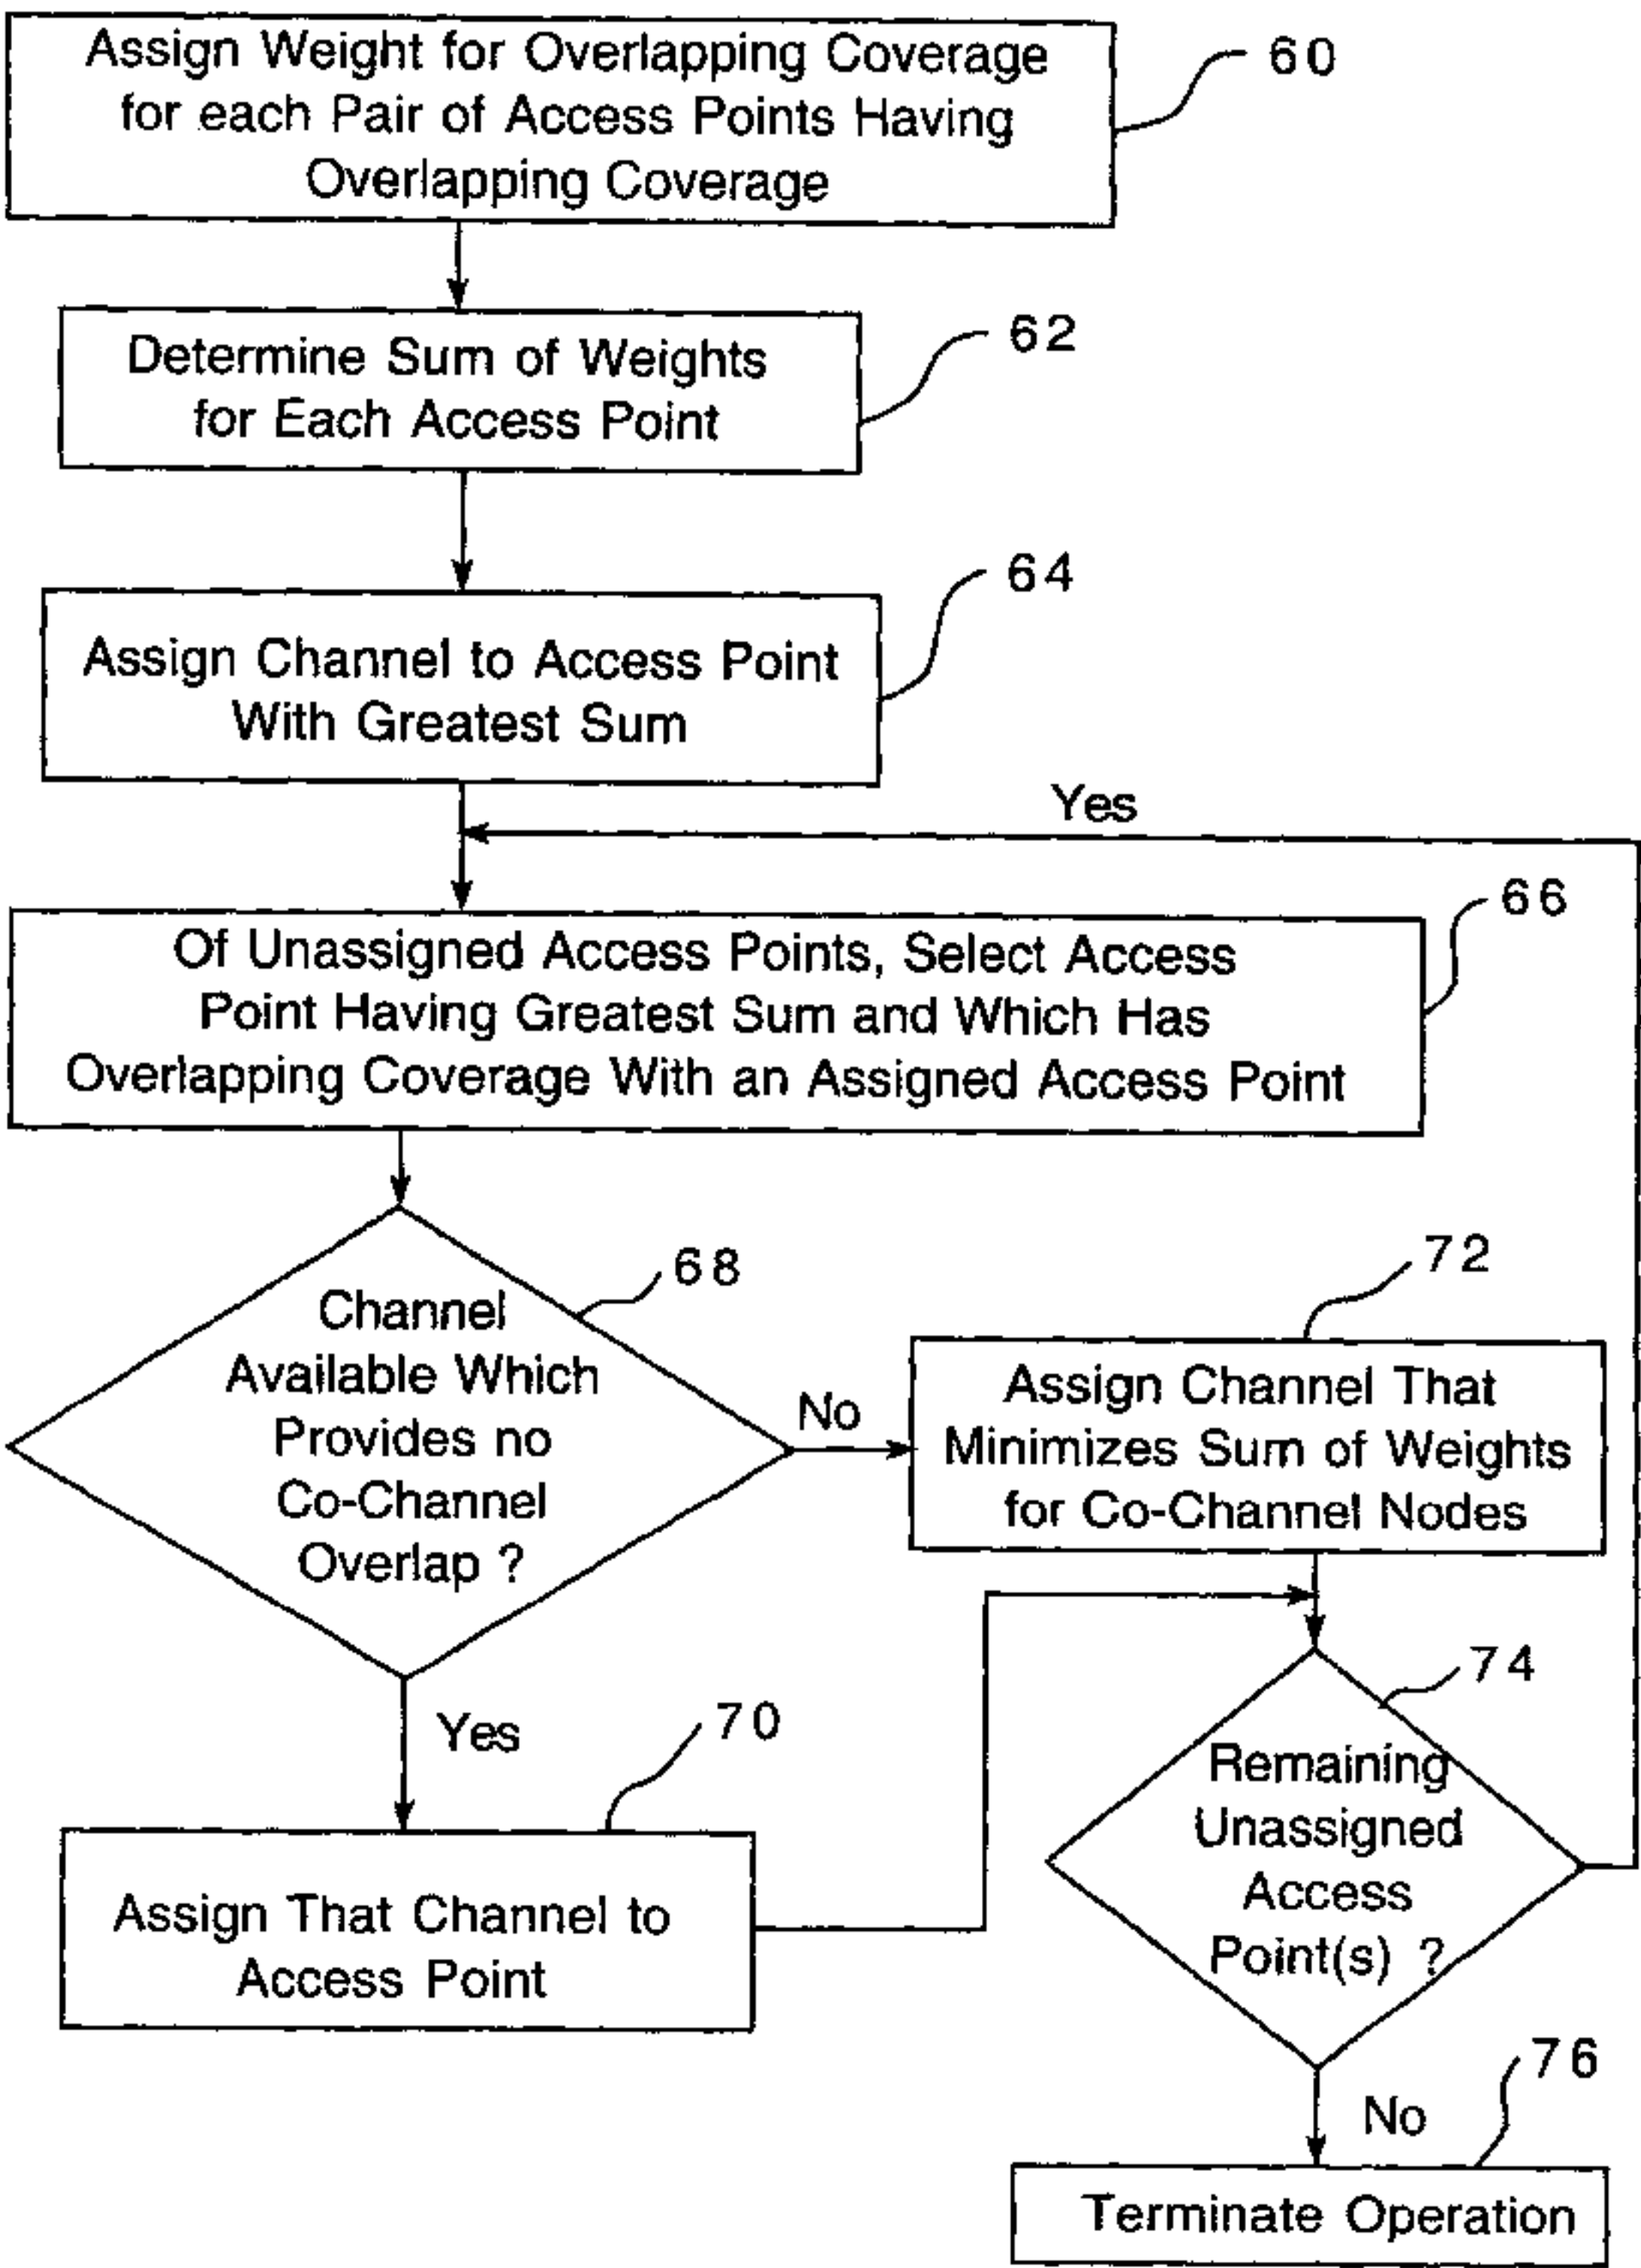 Assign Weight for Overlapping Coverage
for each Pair of Access Points Having
Overlapping Coverage
60
Determine Sum of Weights
for Each Access Point
62
Assign Channel to Access Point
With Greatest Sum
64
Yes
Of Unassigned Access Points, Select Access
Point Having Greatest Sum and Which Has
Overlapping Coverage With an Assigned Access Point
66
Channel
Available Which
Provides no
Co-Channel
Overlap ?
68
No
Assign Channel That
Minimizes Sum of Weights
for Co-Channel Nodes
72
Yes
Assign That Channel to
Access Point
70
Remaining
Unassigned
Access
Point(s) ?
74
No
Terminate Operation
76